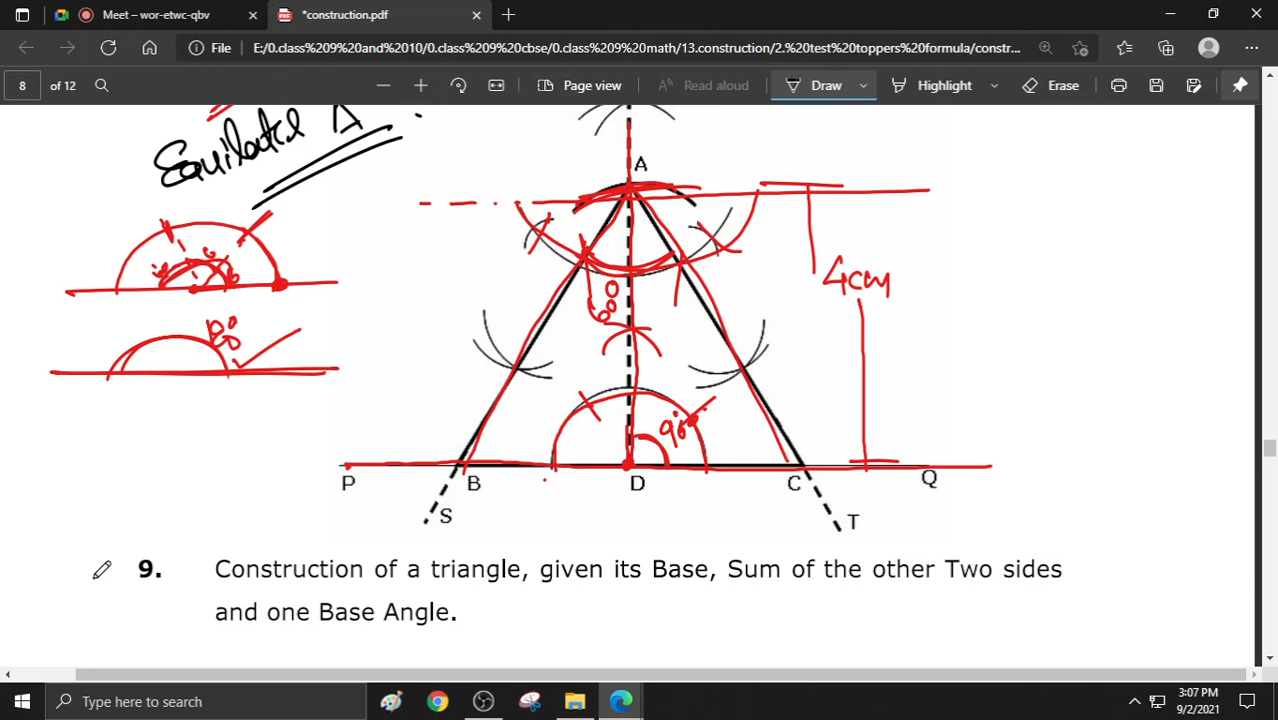 Meet – wor-etwc-qbv
*construction.pdf
File
E:/0.class%209%20and%2010/0.class%209%20cbse/0.class%209%20math/13.construction/2.%20test%20toppers%20formula/constr...
8 of 12
Page view
Read aloud
Draw
Highlight
Erase
A
4cm
60°
90°
P B D C Q
S T
9. Construction of a triangle, given its Base, Sum of the other Two sides
and one Base Angle.
Type here to search
3:07 PM
9/2/2021